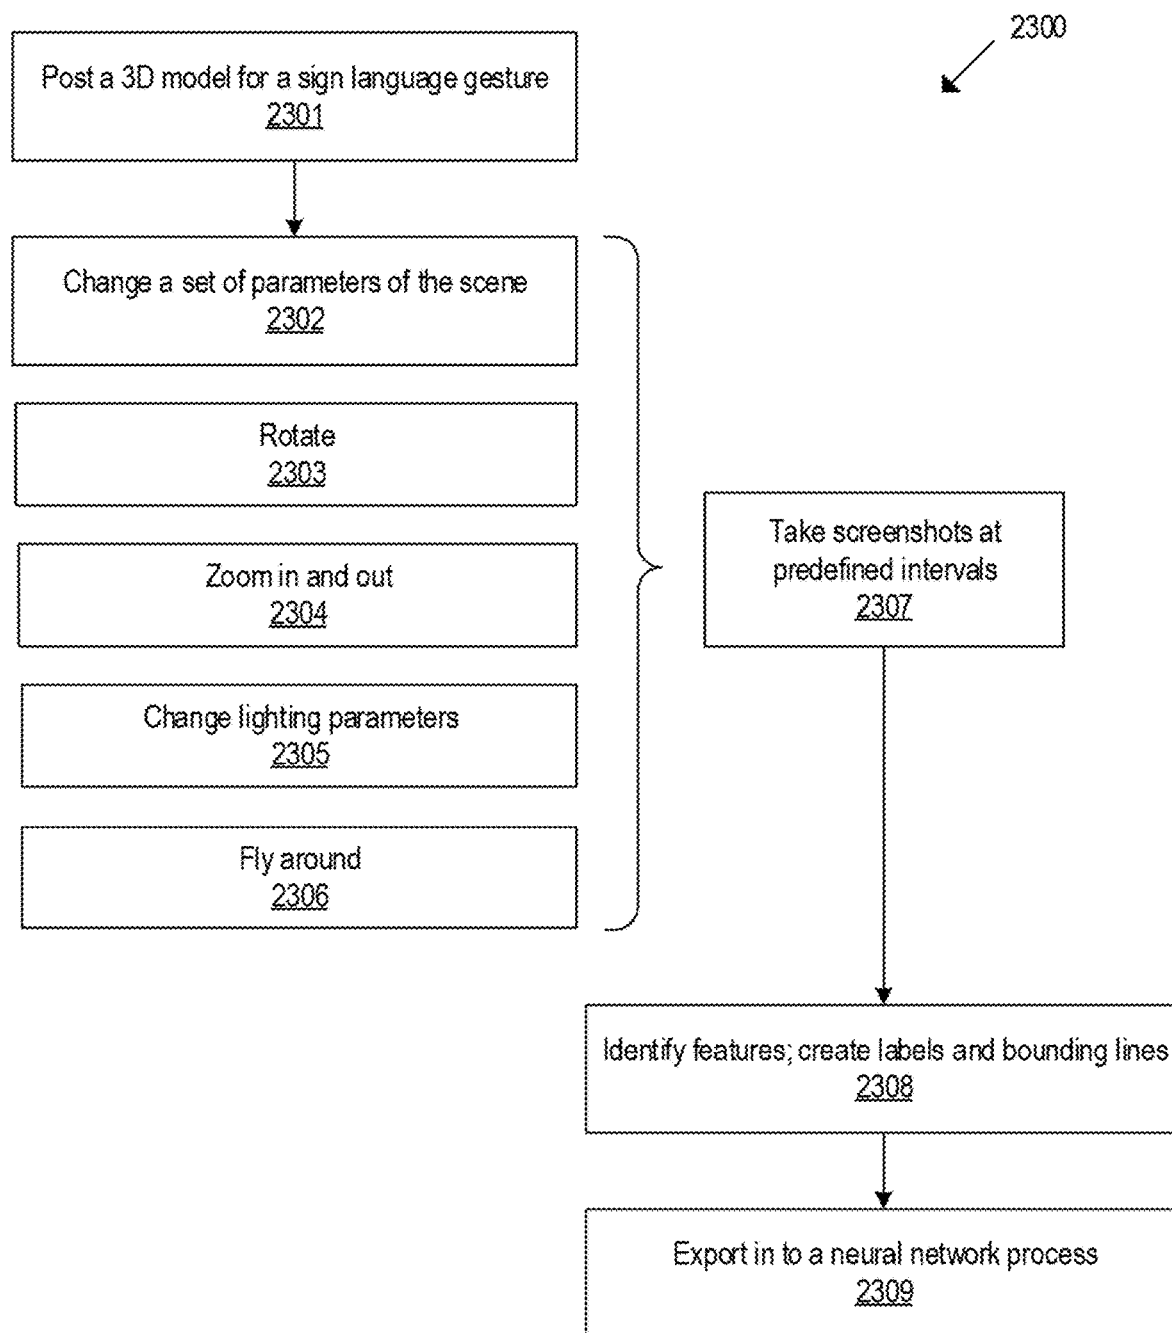 2300
Post a 3D model for a sign language gesture
2301
Change a set of parameters of the scene
2302
Rotate
2303
Zoom in and out
2304
Change lighting parameters
2305
Fly around
2306
Take screenshots at
predefined intervals
2307
Identify features; create labels and bounding lines
2308
Export in to a neural network process
2309